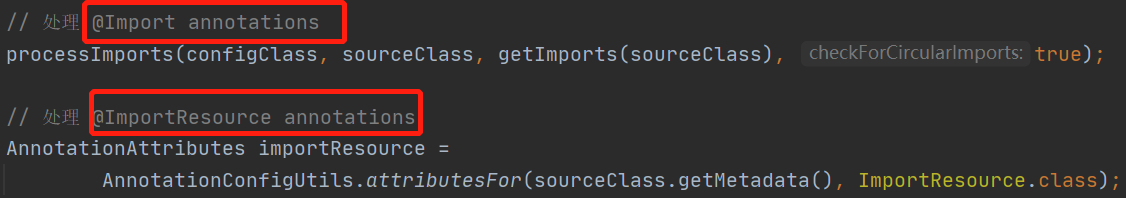 // 处理 @Import annotations
processImports(configClass, sourceClass, getImports(sourceClass), checkForCircularImports: true);
// 处理 @ImportResource annotations
AnnotationAttributes importResource =
AnnotationConfigUtils.attributesFor(sourceClass.getMetadata(), ImportResource.class);